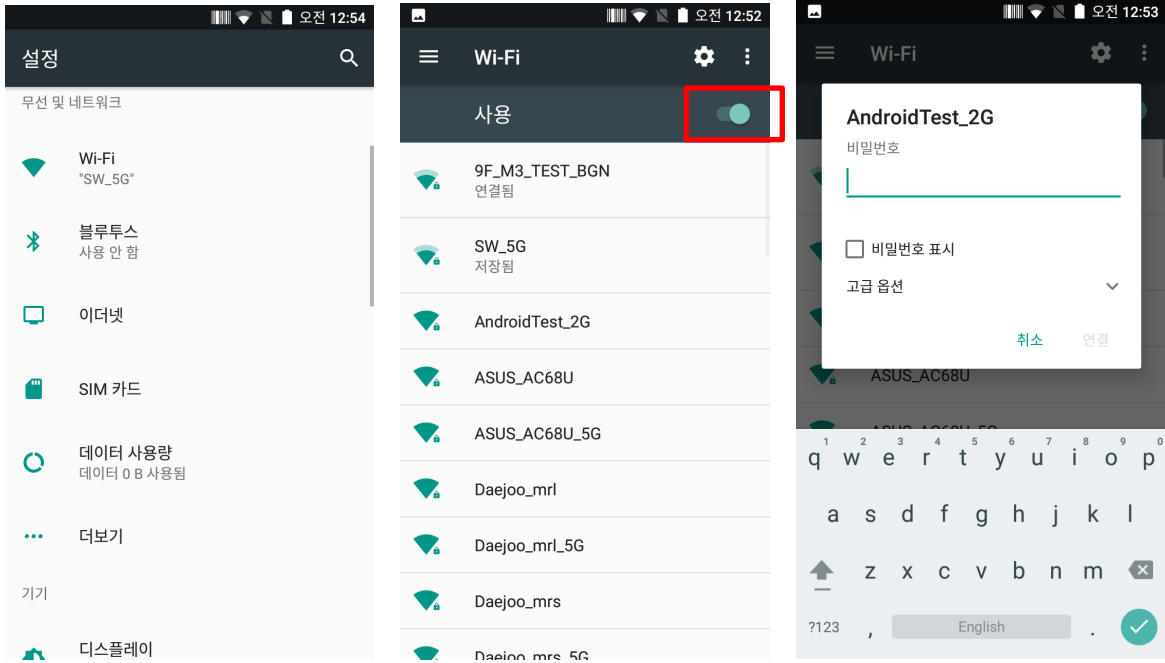 오전 12:54
설정
무선 및 네트워크
Wi-Fi
"SW_5G"
블루투스
사용 안 함
이더넷
SIM 카드
데이터 사용량
데이터 0 B 사용됨
더보기
기기
디스플레이
오전 12:52
Wi-Fi
사용
9F_M3_TEST_BGN
연결됨
SW_5G
저장됨
AndroidTest_2G
ASUS_AC68U
ASUS_AC68U_5G
Daejoo_mrl
Daejoo_mrl_5G
Daejoo_mrs
Daejoo_mrs_5G
오전 12:53
Wi-Fi
AndroidTest_2G
비밀번호
비밀번호 표시
고급 옵션
취소 연결
ASUS_AC68U
ASUS_AC68U_5G
1 2 3 4 5 6 7 8 9 0
q w e r t y u i o p
a s d f g h j k l
z x c v b n m
?123 , English .